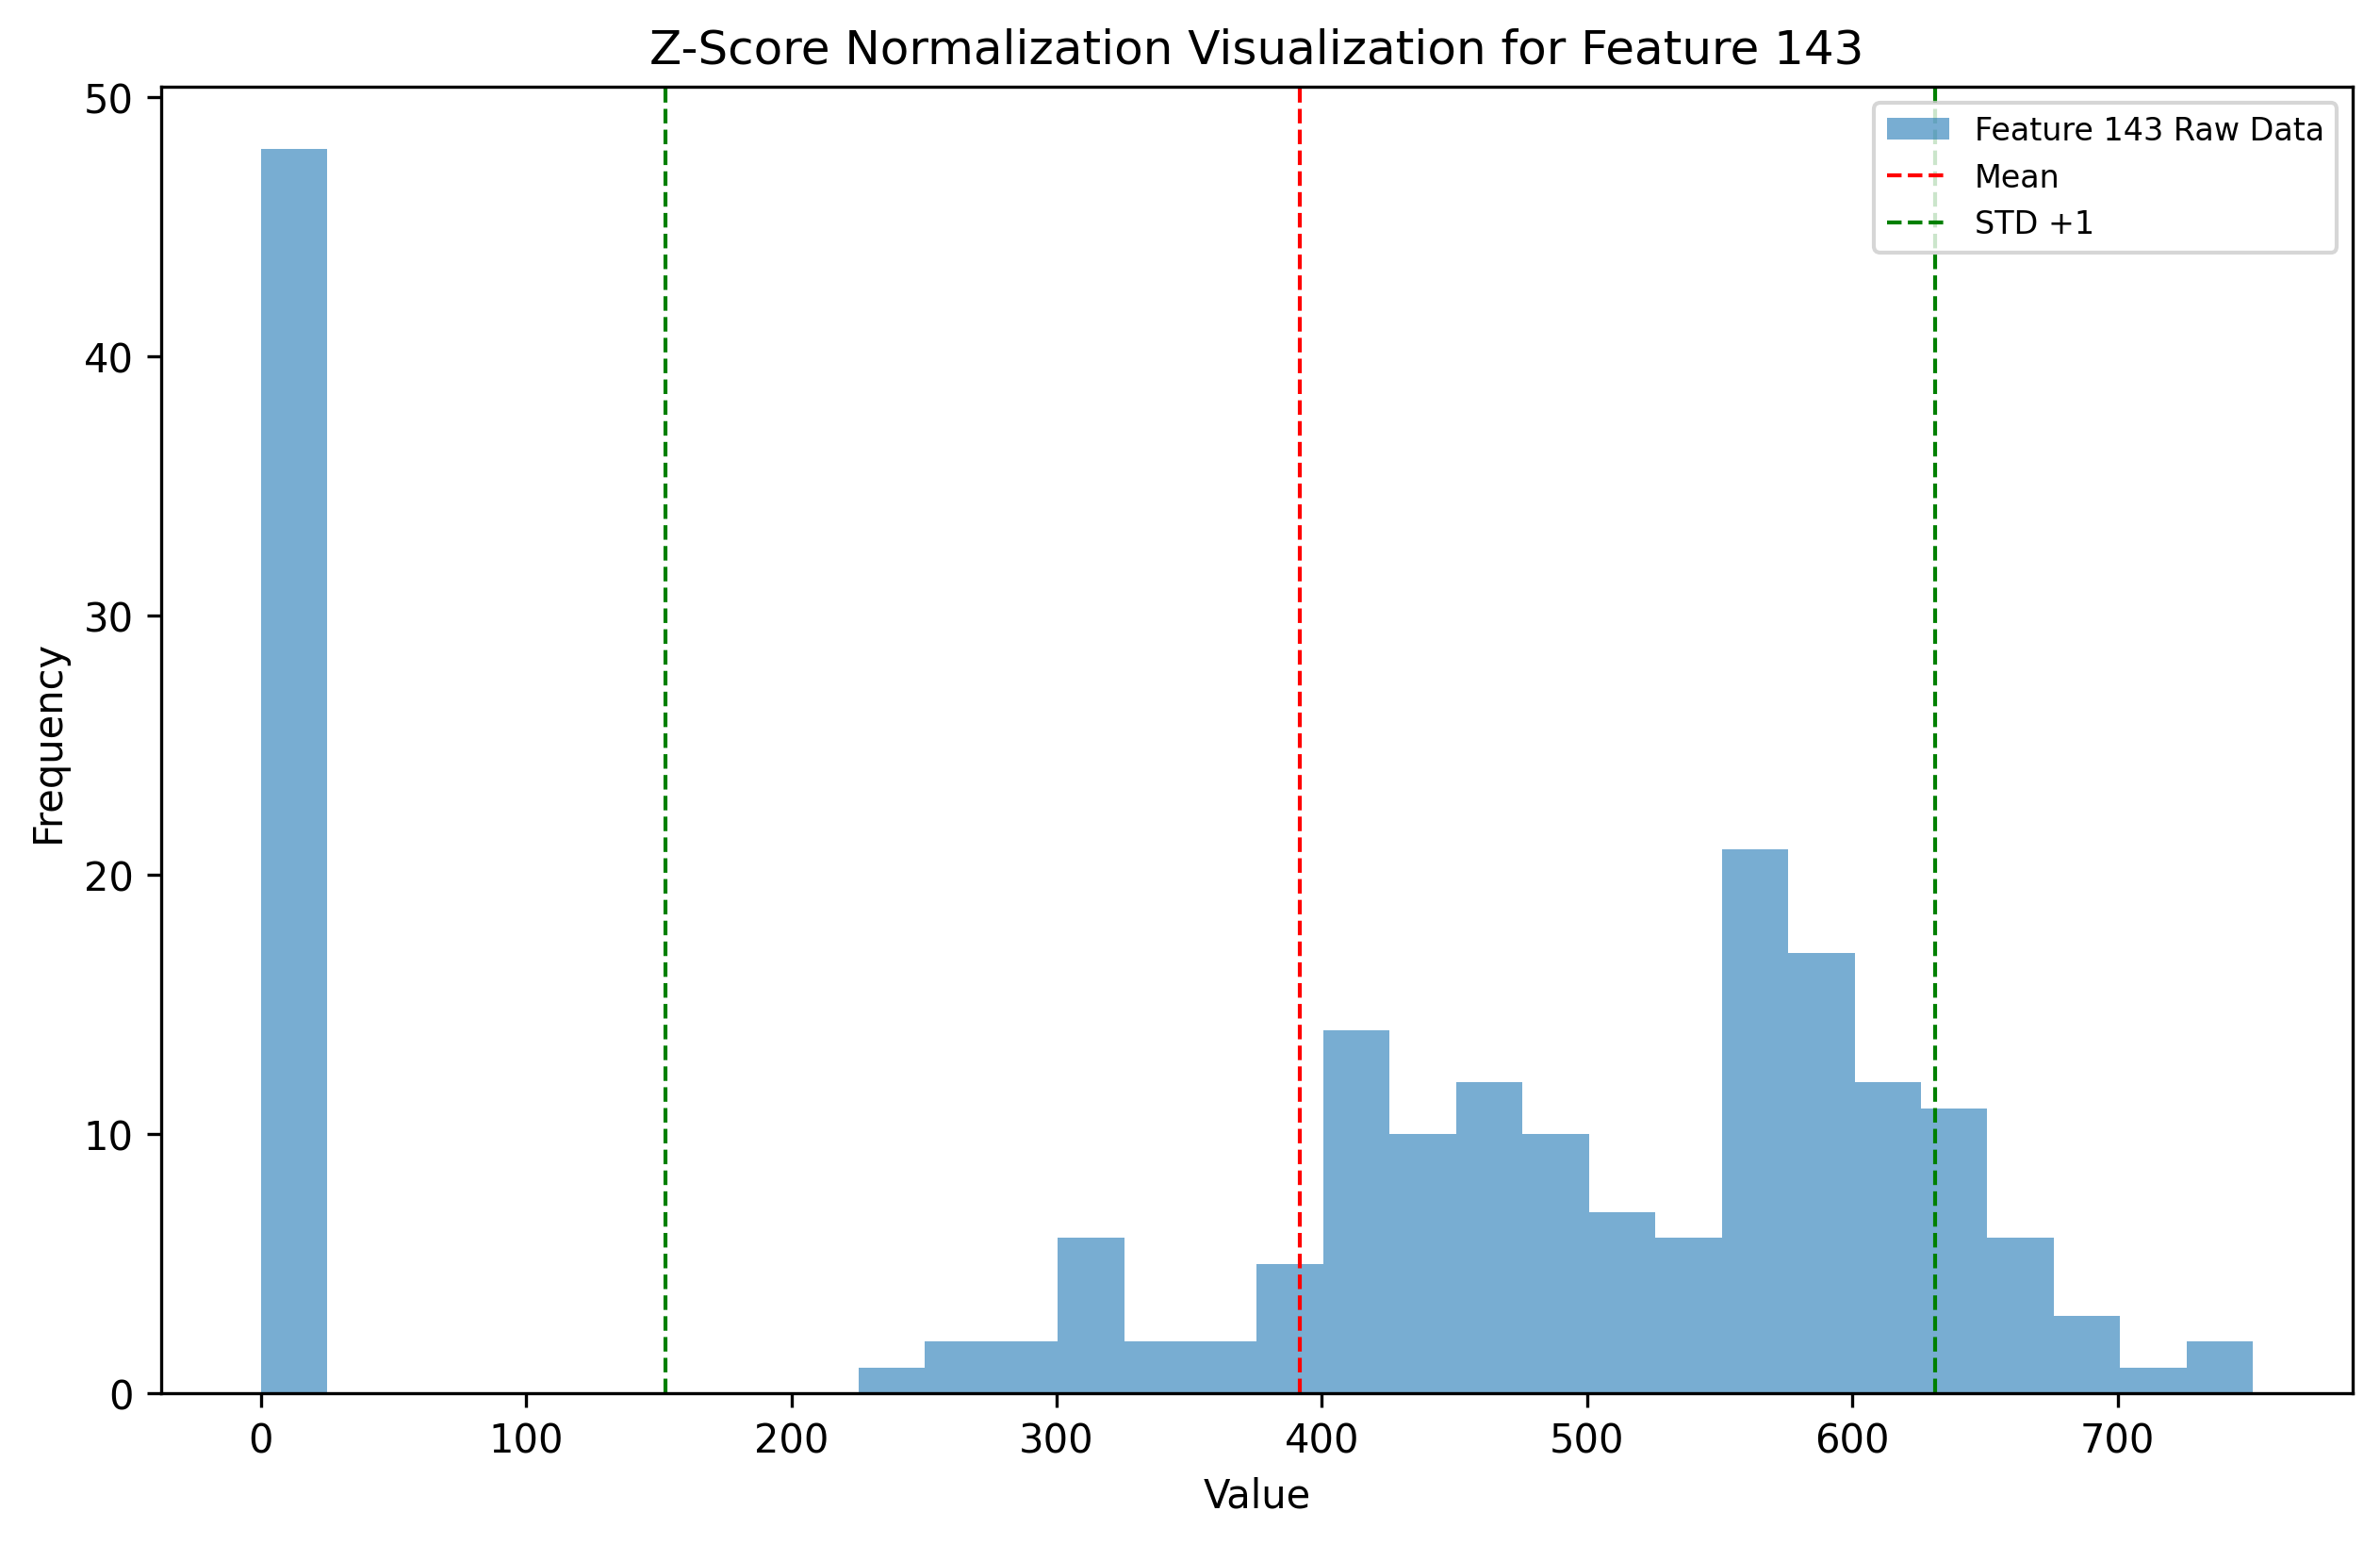 Z-Score Normalization Visualization for Feature 143
50
40
30
20
10
0
Frequency
Feature 143 Raw Data
Mean
STD +1
0 100 200 300 400 500 600 700
Value